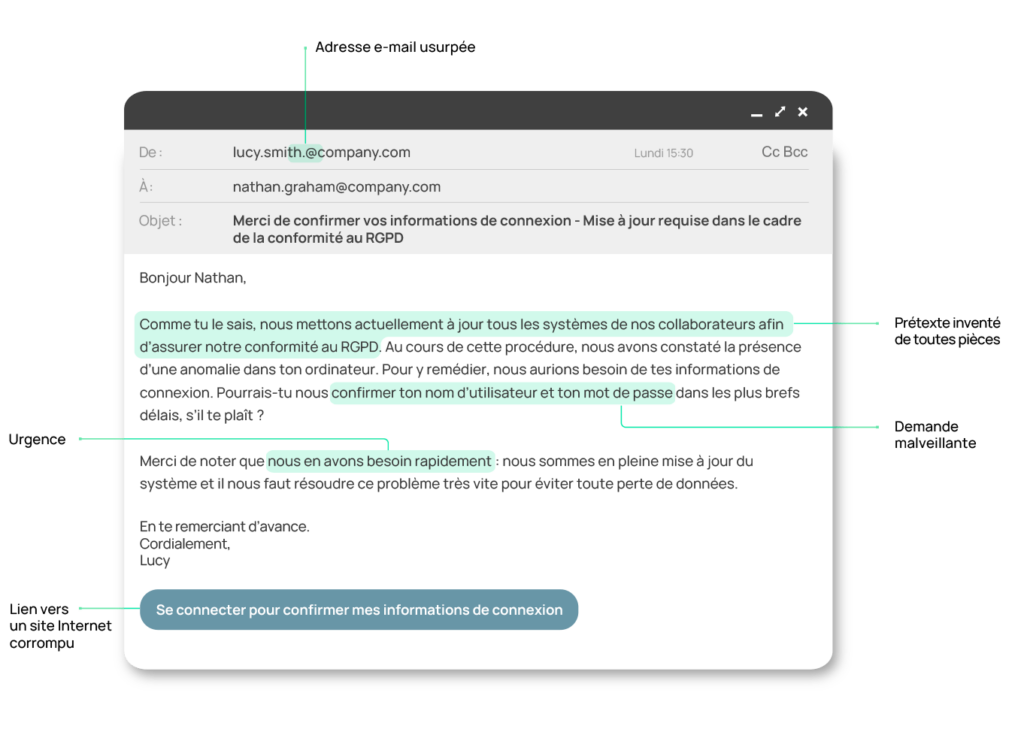 Adresse e-mail usurpée
De :
lucy.smith.@company.com
Lundi 15:30
Cc Bcc
À :
nathan.graham@company.com
Objet :
Merci de confirmer vos informations de connexion - Mise à jour requise dans le cadre
de la conformité au RGPD
Bonjour Nathan,
Comme tu le sais, nous mettons actuellement à jour tous les systèmes de nos collaborateurs afin
d’assurer notre conformité au RGPD. Au cours de cette procédure, nous avons constaté la présence
d’une anomalie dans ton ordinateur. Pour y remédier, nous aurions besoin de tes informations de
connexion. Pourrais-tu nous confirmer ton nom d’utilisateur et ton mot de passe dans les plus brefs
délais, s’il te plaît ?
Prétexte inventé
de toutes pièces
Demande
malveillante
Urgence
Merci de noter que nous en avons besoin rapidement : nous sommes en pleine mise à jour du
système et il nous faut résoudre ce problème très vite pour éviter toute perte de données.
En te remerciant d’avance.
Cordialement,
Lucy
Lien vers
un site Internet
corrompu
Se connecter pour confirmer mes informations de connexion